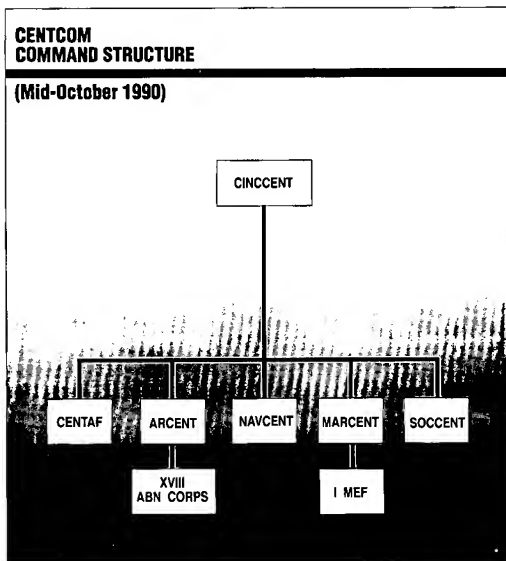 CENTCOM
COMMAND STRUCTURE
(Mid-October 1990)
CINCCENT
CENTAF
ARCENT
NAVCENT
MARCENT
SOCCENT
XVIII
ABN CORPS
I MEF